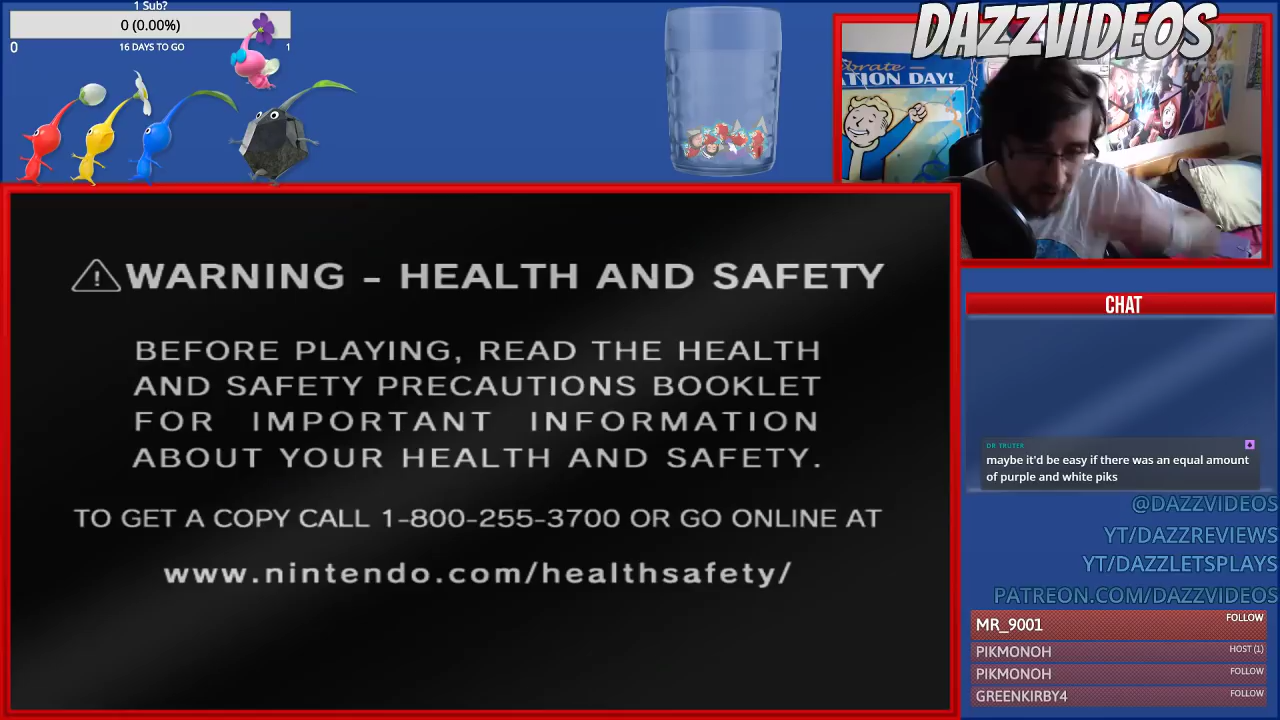 1 Sub?
0 (0.00%)
0
16 DAYS TO GO
1
DAZZVIDEOS
TION DAY!
WARNING - HEALTH AND SAFETY
BEFORE PLAYING, READ THE HEALTH
AND SAFETY PRECAUTIONS BOOKLET
FOR IMPORTANT INFORMATION
ABOUT YOUR HEALTH AND SAFETY.
TO GET A COPY CALL 1-800-255-3700 OR GO ONLINE AT
www.nintendo.com/healthsafety/
CHAT
DR TRUTER
maybe it'd be easy if there was an equal amount
of purple and white piks
@DAZZVIDEOS
YT/DAZZREVIEWS
YT/DAZZLETSPLAYS
PATREON.COM/DAZZVIDEOS
MR_9001 FOLLOW
PIKMONOH HOST (1)
PIKMONOH FOLLOW
GREENKIRBY4 FOLLOW